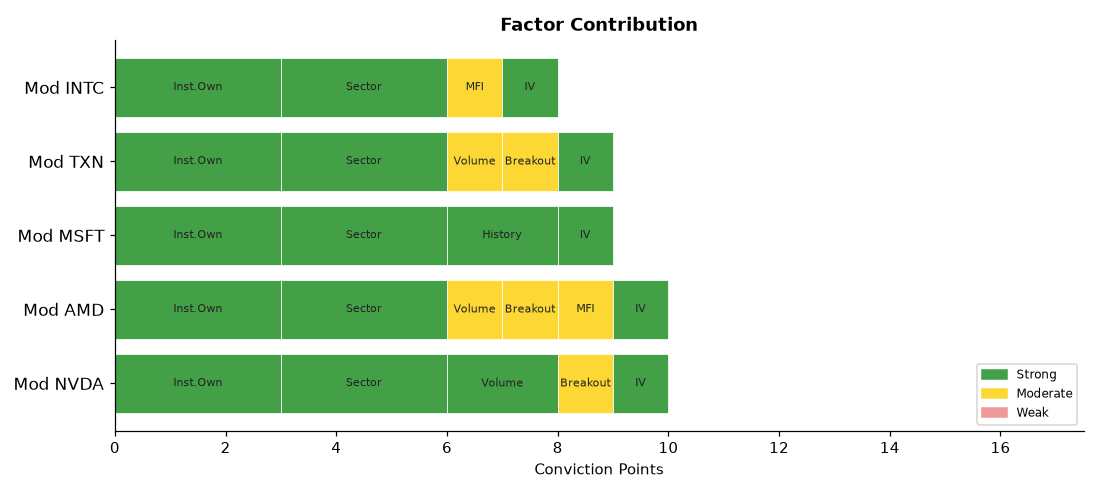 Factor Contribution
Mod INTC Inst.Own Sector MFI IV
Mod TXN Inst.Own Sector Volume Breakout IV
Mod MSFT Inst.Own Sector History IV
Mod AMD Inst.Own Sector Volume Breakout MFI IV
Mod NVDA Inst.Own Sector Volume Breakout IV
Strong
Moderate
Weak
0 2 4 6 8 10 12 14 16
Conviction Points